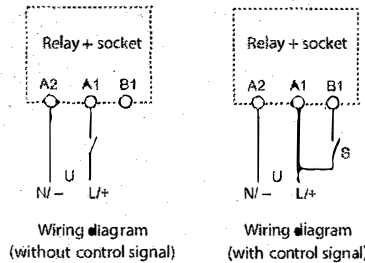 Relay + socket
A2 A1 B1
U
N/- L/+
Wiring diagram
(without control signal)
Relay + socket
A2 A1 B1
S
U
N/- L/+
Wiring diagram
(with control signal)